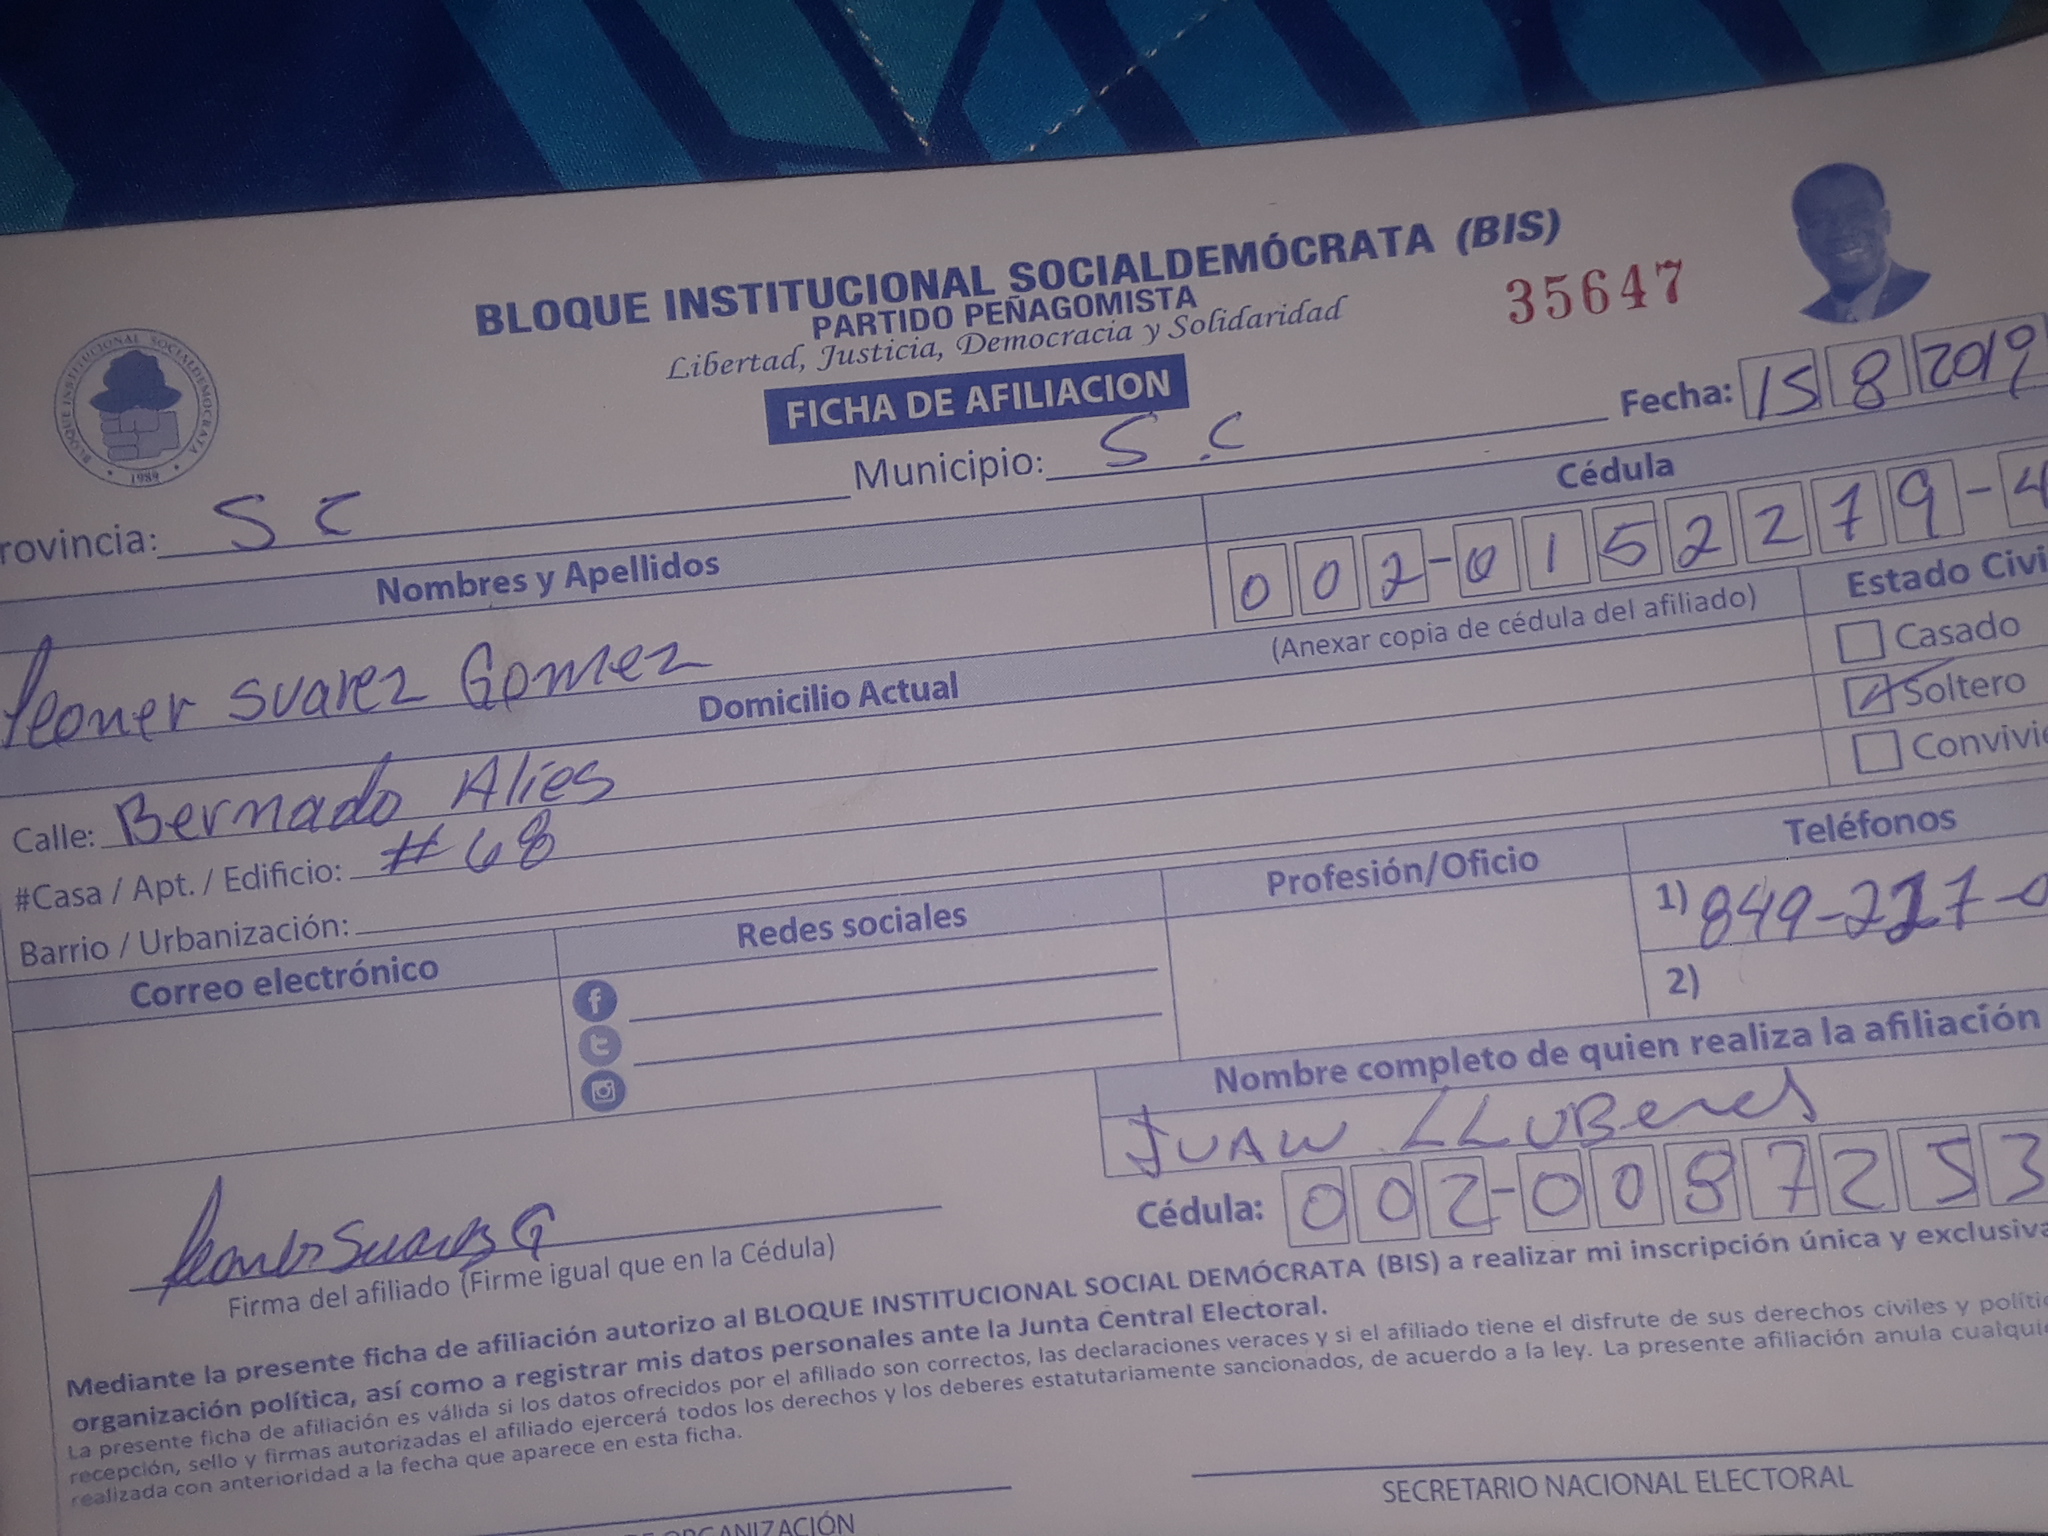 BLOQUE INSTITUCIONAL SOCIALDEMÓCRATA (BIS)
PARTIDO PEÑAGOMISTA
Libertad, Justicia, Democracia y Solidaridad
35647
FICHA DE AFILIACION
BLOQUE INSTITUCIONAL SOCIALDEMOCRATA
1989
Fecha: 15 8 2019
rovincia: S C Municipio: S.C
Nombres y Apellidos
Cédula
002-0152279-4
Suarez Gomez
(Anexar copia de cédula del afiliado)
Estado Civi
Casado
Soltero
Convivi
Domicilio Actual
Calle: Bernado Alies
#Casa / Apt. / Edificio: #68
Barrio / Urbanización:
Correo electrónico
Redes sociales
Profesión/Oficio
Teléfonos
1) 849-227-0
2)
Nombre completo de quien realiza la afiliación
JUAN LLUBeres
Cédula: 002-0087253
Firma del afiliado (Firme igual que en la Cédula)
Mediante la presente ficha de afiliación autorizo al BLOQUE INSTITUCIONAL SOCIAL DEMÓCRATA (BIS) a realizar mi inscripción única y exclusiva
organización política, así como a registrar mis datos personales ante la Junta Central Electoral.
La presente ficha de afiliación es válida si los datos ofrecidos por el afiliado son correctos, las declaraciones veraces y si el afiliado tiene el disfrute de sus derechos civiles y políti
recepción, sello y firmas autorizadas el afiliado ejercerá todos los derechos y los deberes estatutariamente sancionados, de acuerdo a la ley. La presente afiliación anula cualqui
realizada con anterioridad a la fecha que aparece en esta ficha.
ORGANIZACIÓN
SECRETARIO NACIONAL ELECTORAL